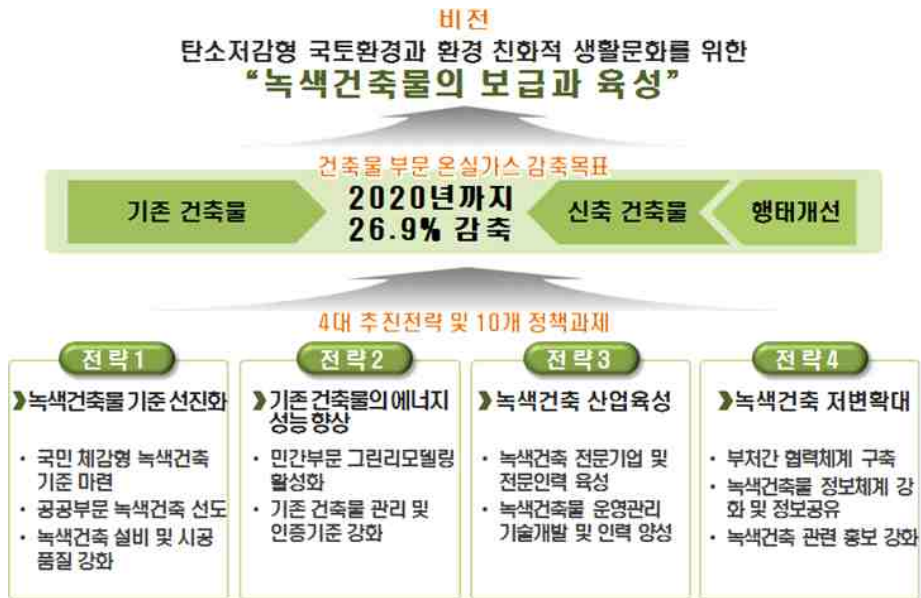 비전
탄소저감형 국토환경과 환경 친화적 생활문화를 위한
“녹색건축물의 보급과 육성”
건축물 부문 온실가스 감축목표
기존 건축물
2020년까지
26.9% 감축
신축 건축물
행태개선
4대 추진전략 및 10개 정책과제
전략1
》녹색건축물 기준 선진화
· 국민 체감형 녹색건축
기준 마련
· 공공부문 녹색건축 선도
· 녹색건축 설비 및 시공
품질 강화
전략2
》기존 건축물의 에너지
성능 향상
· 민간부문 그린리모델링
활성화
· 기존 건축물 관리 및
인증기준 강화
전략3
》녹색건축 산업육성
· 녹색건축 전문기업 및
전문인력 육성
· 녹색건축물 운영관리
기술개발 및 인력 양성
전략4
》녹색건축 저변확대
· 부처간 협력체계 구축
· 녹색건축물 정보체계 강
화 및 정보공유
· 녹색건축 관련 홍보 강화